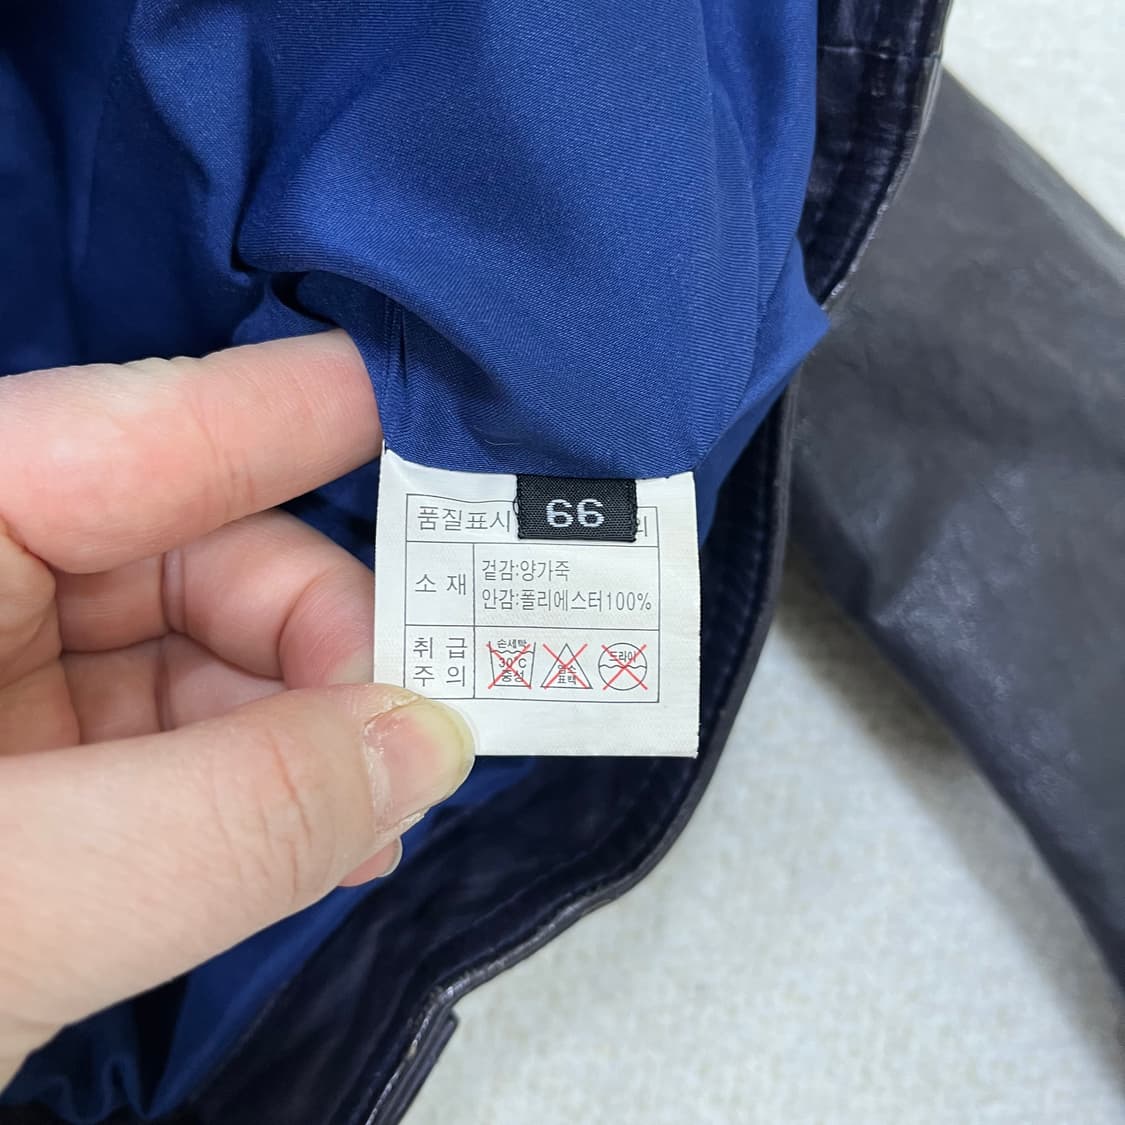 품질표시
66
소재
겉감:양가죽
안감:폴리에스터100%
취급
주의
손세탁
30°C
중성
염소
표백
드라이